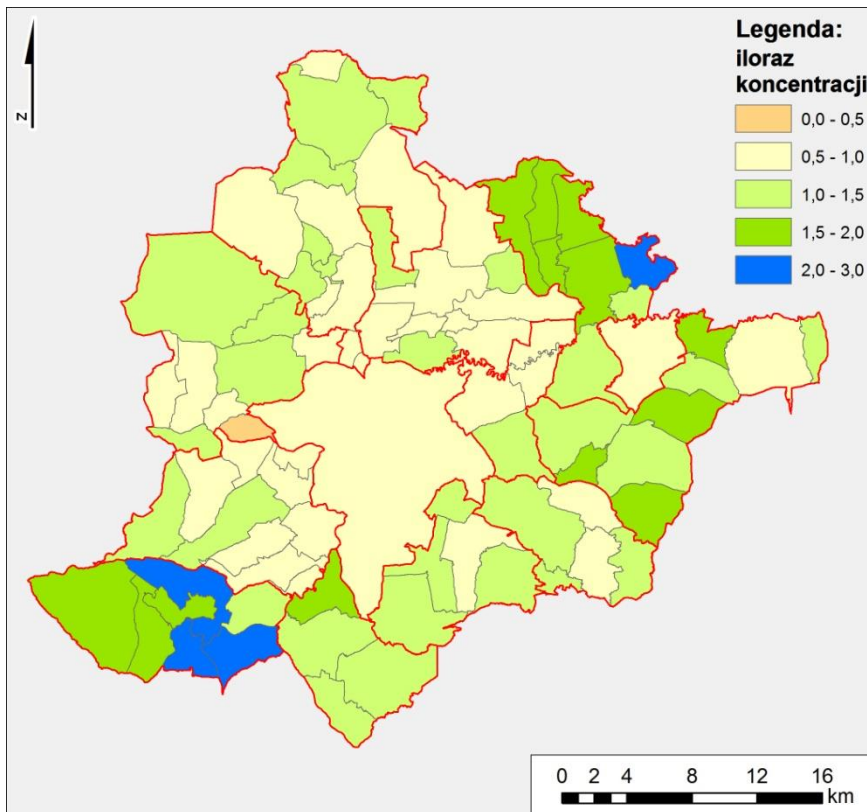 Legenda:
iloraz
koncentracji
0,0 - 0,5
0,5 - 1,0
1,0 - 1,5
1,5 - 2,0
2,0 - 3,0
z
0 2 4 8 12 16
km